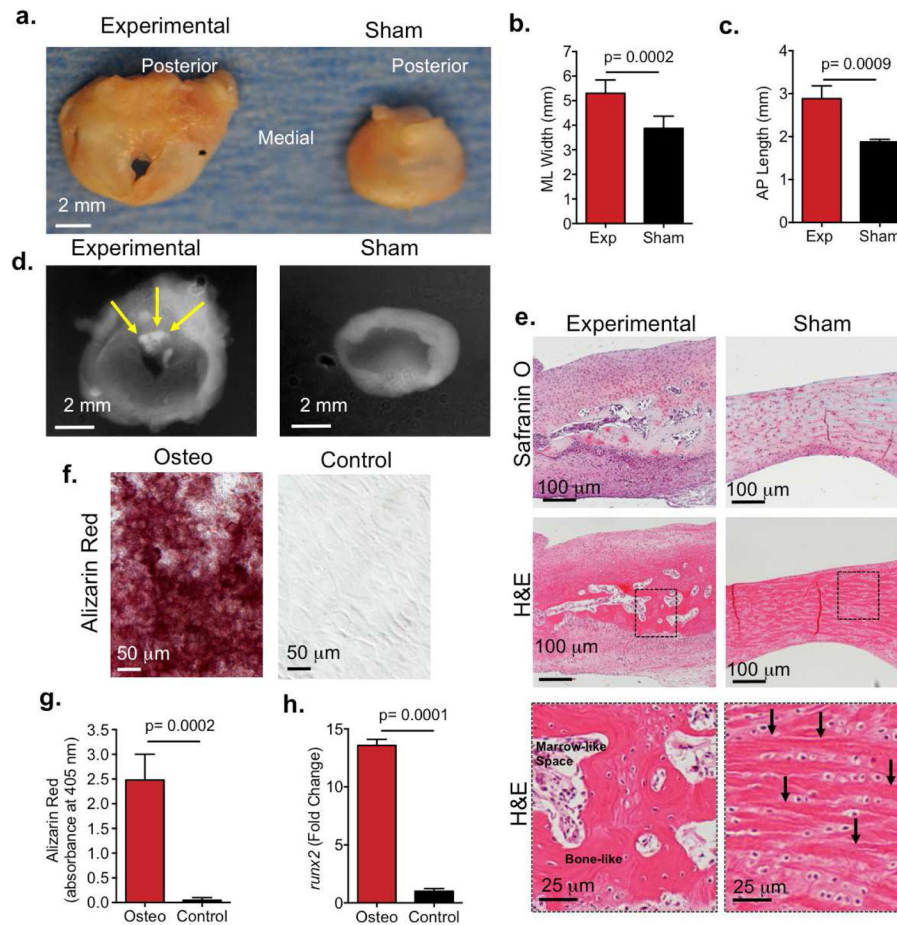 a.
Experimental
Sham
Posterior
Posterior
Medial
2 mm
b.
p= 0.0002
ML Width (mm)
7
6
5
4
3
2
1
0
Exp
Sham
c.
p= 0.0009
AP Length (mm)
4
3
2
1
0
Exp
Sham
d.
Experimental
Sham
2 mm
2 mm
e.
Experimental
Sham
Safranin O
100 μm
100 μm
H&E
100 μm
100 μm
H&E
Marrow-like
Space
Bone-like
25 μm
25 μm
f.
Osteo
Control
Alizarin Red
50 μm
50 μm
g.
p= 0.0002
Alizarin Red
(absorbance at 405 nm)
3.5
3.0
2.5
2.0
1.5
1.0
0.5
0.0
Osteo
Control
h.
p= 0.0001
runx2 (Fold Change)
15
10
5
0
Osteo
Control